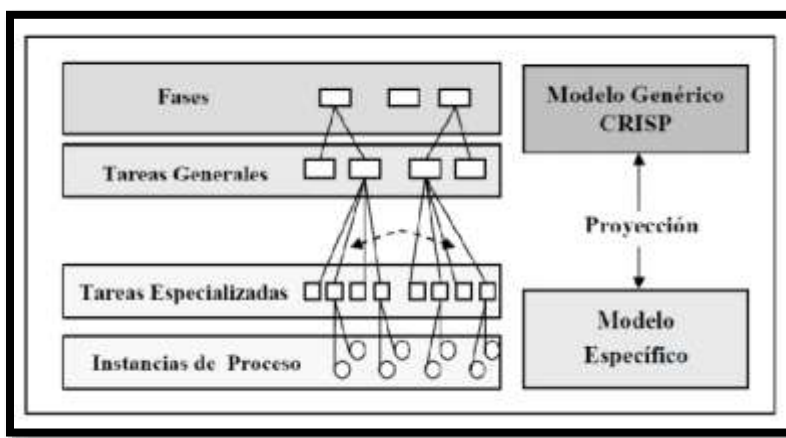 Fases
Tareas Generales
Tareas Especializadas
Instancias de Proceso
Modelo Genérico
CRISP
Proyección
Modelo
Específico